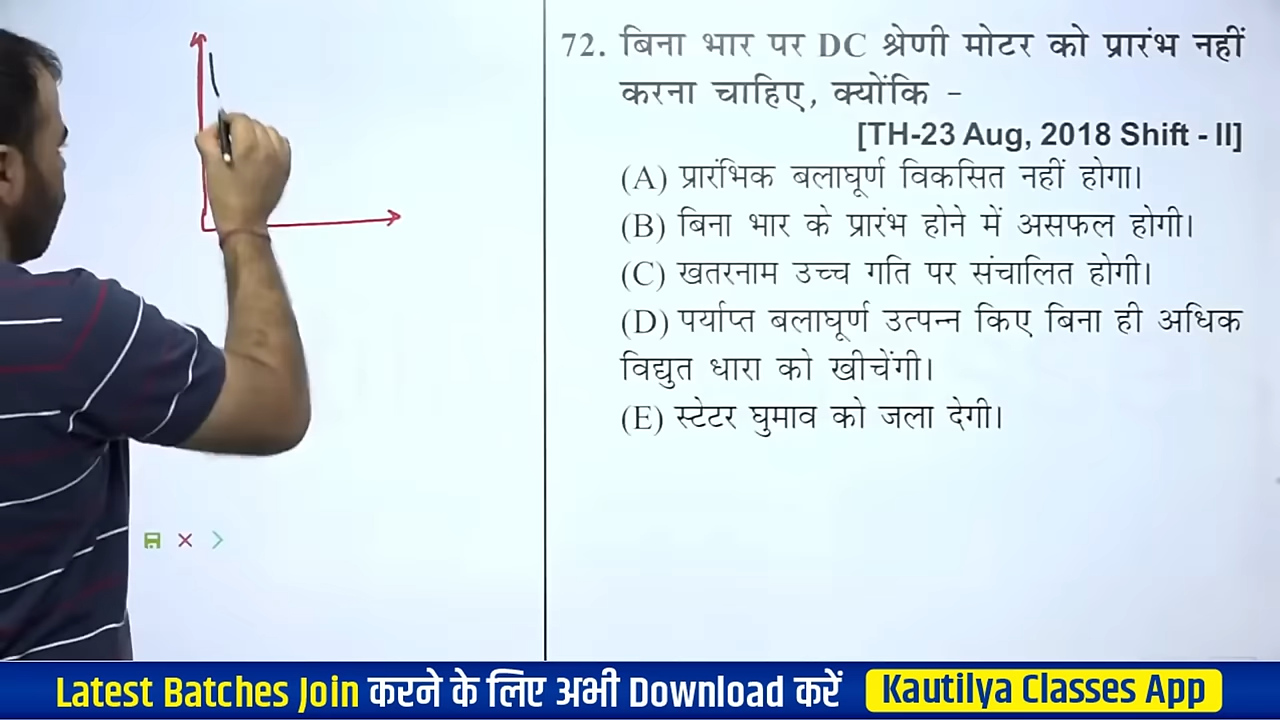 72. बिना भार पर DC श्रेणी मोटर को प्रारंभ नहीं
करना चाहिए, क्योंकि -
[TH-23 Aug, 2018 Shift - II]
(A) प्रारंभिक बलाघूर्ण विकसित नहीं होगा।
(B) बिना भार के प्रारंभ होने में असफल होगी।
(C) खतरनाम उच्च गति पर संचालित होगी।
(D) पर्याप्त बलाघूर्ण उत्पन्न किए बिना ही अधिक
विद्युत धारा को खीचेंगी।
(E) स्टेटर घुमाव को जला देगी।
Latest Batches Join करने के लिए अभी Download करें Kautilya Classes App